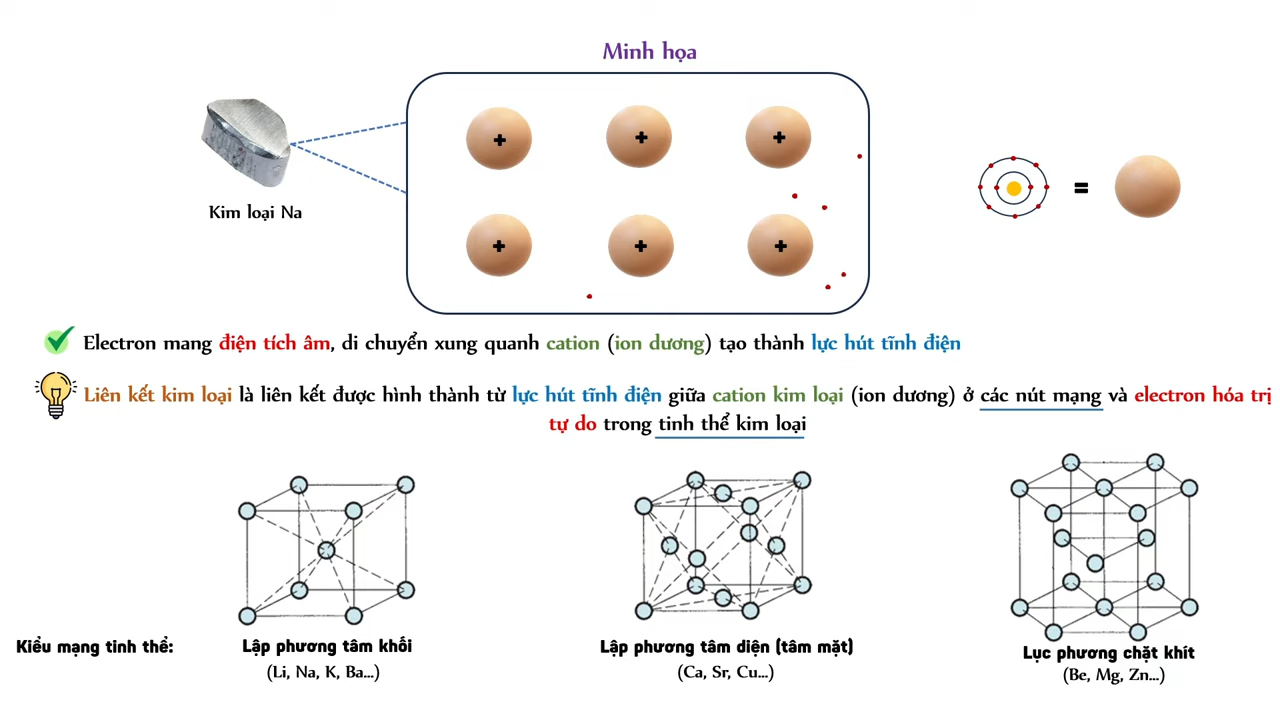 Minh họa
+ + +
=
Kim loại Na
+ + +
Electron mang điện tích âm, di chuyển xung quanh cation (ion dương) tạo thành lực hút tĩnh điện
Liên kết kim loại là liên kết được hình thành từ lực hút tĩnh điện giữa cation kim loại (ion dương) ở các nút mạng và electron hóa trị
tự do trong tinh thể kim loại
Kiểu mạng tinh thể:
Lập phương tâm khối
(Li, Na, K, Ba...)
Lập phương tâm diện (tâm mặt)
(Ca, Sr, Cu...)
Lục phương chặt khít
(Be, Mg, Zn...)